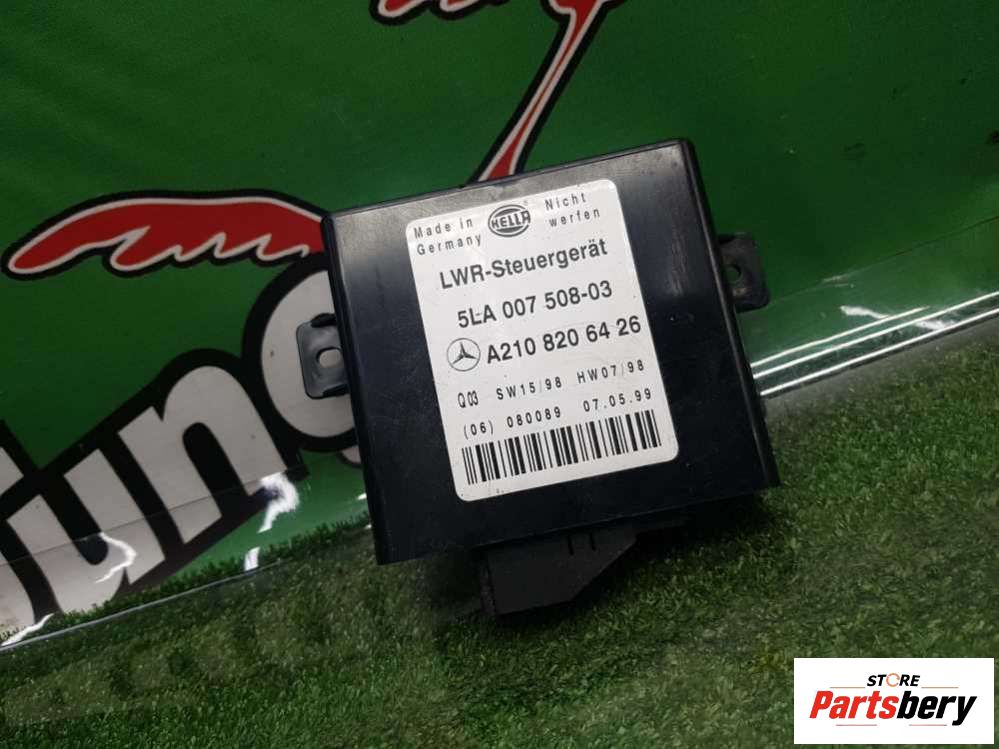 Made in Germany
HELLA
Nicht werfen
LWR-Steuergerät
5LA 007 508-03
A210 820 64 26
Q03 SW15/98 HW07/98
(06) 080089 07.05.99
STORE
Partsbery